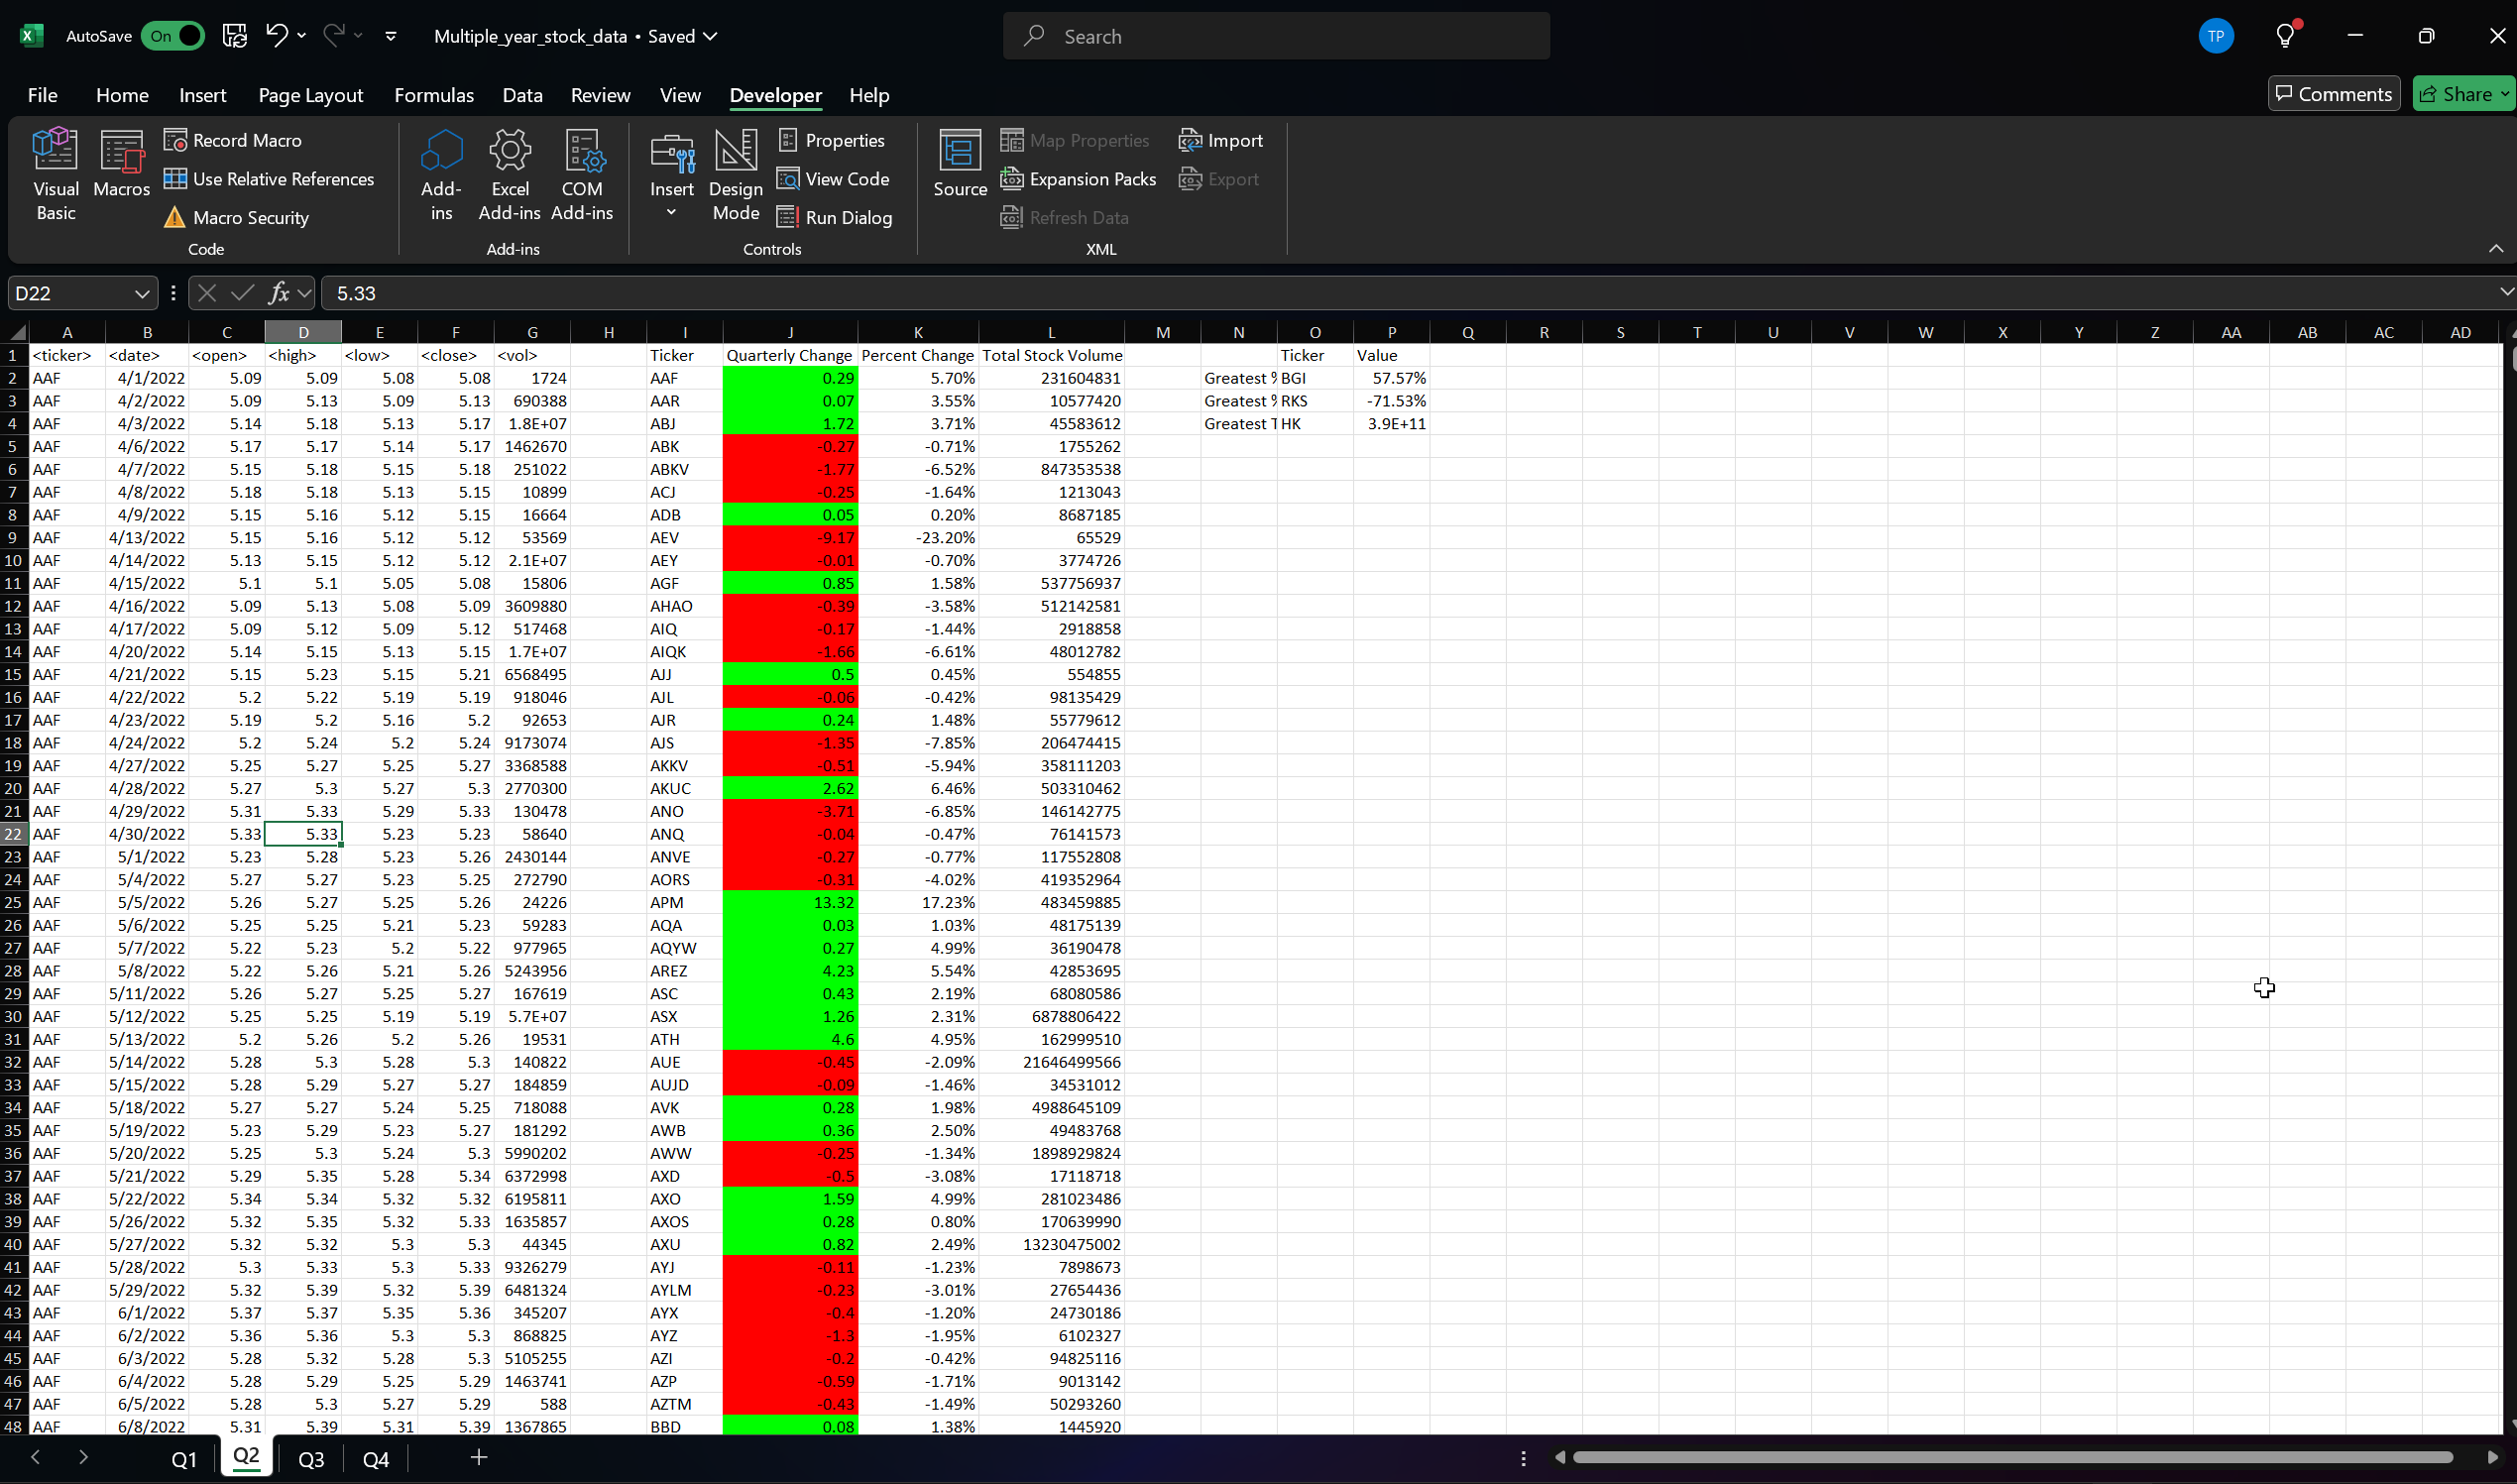 AutoSave On Multiple_year_stock_data • Saved Search TP
File Home Insert Page Layout Formulas Data Review View Developer Help Comments Share
Visual Basic Macros Record Macro Use Relative References Macro Security Code
Add-ins Excel Add-ins COM Add-ins Add-ins
Insert Design Mode Properties View Code Run Dialog Controls
Source Map Properties Expansion Packs Refresh Data Import Export XML
D22 fx 5.33
A B C D E F G H I J K L M N O P Q R S T U V W X Y Z AA AB AC AD
1 <ticker> <date> <open> <high> <low> <close> <vol> Ticker Quarterly Change Percent Change Total Stock Volume Ticker Value
2 AAF 4/1/2022 5.09 5.09 5.08 5.08 1724 AAF 0.29 5.70% 231604831 Greatest % BGI 57.57%
3 AAF 4/2/2022 5.09 5.13 5.09 5.13 690388 AAR 0.07 3.55% 10577420 Greatest % RKS -71.53%
4 AAF 4/3/2022 5.14 5.18 5.13 5.17 1.8E+07 ABJ 1.72 3.71% 45583612 Greatest T HK 3.9E+11
5 AAF 4/6/2022 5.17 5.17 5.14 5.17 1462670 ABK -0.27 -0.71% 1755262
6 AAF 4/7/2022 5.15 5.18 5.15 5.18 251022 ABKV -1.77 -6.52% 847353538
7 AAF 4/8/2022 5.18 5.18 5.13 5.15 10899 ACJ -0.25 -1.64% 1213043
8 AAF 4/9/2022 5.15 5.16 5.12 5.15 16664 ADB 0.05 0.20% 8687185
9 AAF 4/13/2022 5.15 5.16 5.12 5.12 53569 AEV -9.17 -23.20% 65529
10 AAF 4/14/2022 5.13 5.15 5.12 5.12 2.1E+07 AEY -0.01 -0.70% 3774726
11 AAF 4/15/2022 5.1 5.1 5.05 5.08 15806 AGF 0.85 1.58% 537756937
12 AAF 4/16/2022 5.09 5.13 5.08 5.09 3609880 AHAO -0.39 -3.58% 512142581
13 AAF 4/17/2022 5.09 5.12 5.09 5.12 517468 AIQ -0.17 -1.44% 2918858
14 AAF 4/20/2022 5.14 5.15 5.13 5.15 1.7E+07 AIQK -1.66 -6.61% 48012782
15 AAF 4/21/2022 5.15 5.23 5.15 5.21 6568495 AJJ 0.5 0.45% 554855
16 AAF 4/22/2022 5.2 5.22 5.19 5.19 918046 AJL -0.06 -0.42% 98135429
17 AAF 4/23/2022 5.19 5.2 5.16 5.2 92653 AJR 0.24 1.48% 55779612
18 AAF 4/24/2022 5.2 5.24 5.2 5.24 9173074 AJS -1.35 -7.85% 206474415
19 AAF 4/27/2022 5.25 5.27 5.25 5.27 3368588 AKKV -0.51 -5.94% 358111203
20 AAF 4/28/2022 5.27 5.3 5.27 5.3 2770300 AKUC 2.62 6.46% 503310462
21 AAF 4/29/2022 5.31 5.33 5.29 5.33 130478 ANO -3.71 -6.85% 146142775
22 AAF 4/30/2022 5.33 5.33 5.23 5.23 58640 ANQ -0.04 -0.47% 76141573
23 AAF 5/1/2022 5.23 5.28 5.23 5.26 2430144 ANVE -0.27 -0.77% 117552808
24 AAF 5/4/2022 5.27 5.27 5.23 5.25 272790 AORS -0.31 -4.02% 419352964
25 AAF 5/5/2022 5.26 5.27 5.25 5.26 24226 APM 13.32 17.23% 483459885
26 AAF 5/6/2022 5.25 5.25 5.21 5.23 59283 AQA 0.03 1.03% 48175139
27 AAF 5/7/2022 5.22 5.23 5.2 5.22 977965 AQYW 0.27 4.99% 36190478
28 AAF 5/8/2022 5.22 5.26 5.21 5.26 5243956 AREZ 4.23 5.54% 42853695
29 AAF 5/11/2022 5.26 5.27 5.25 5.27 167619 ASC 0.43 2.19% 68080586
30 AAF 5/12/2022 5.25 5.25 5.19 5.19 5.7E+07 ASX 1.26 2.31% 6878806422
31 AAF 5/13/2022 5.2 5.26 5.2 5.26 19531 ATH 4.6 4.95% 162999510
32 AAF 5/14/2022 5.28 5.3 5.28 5.3 140822 AUE -0.45 -2.09% 21646499566
33 AAF 5/15/2022 5.28 5.29 5.27 5.27 184859 AUJD -0.09 -1.46% 34531012
34 AAF 5/18/2022 5.27 5.27 5.24 5.25 718088 AVK 0.28 1.98% 4988645109
35 AAF 5/19/2022 5.23 5.29 5.23 5.27 181292 AWB 0.36 2.50% 49483768
36 AAF 5/20/2022 5.25 5.3 5.24 5.3 5990202 AWW -0.25 -1.34% 1898929824
37 AAF 5/21/2022 5.29 5.35 5.28 5.34 6372998 AXD -0.5 -3.08% 17118718
38 AAF 5/22/2022 5.34 5.34 5.32 5.32 6195811 AXO 1.59 4.99% 281023486
39 AAF 5/26/2022 5.32 5.35 5.32 5.33 1635857 AXOS 0.28 0.80% 170639990
40 AAF 5/27/2022 5.32 5.32 5.3 5.3 44345 AXU 0.82 2.49% 13230475002
41 AAF 5/28/2022 5.3 5.33 5.3 5.33 9326279 AYJ -0.11 -1.23% 7898673
42 AAF 5/29/2022 5.32 5.39 5.32 5.39 6481324 AYLM -0.23 -3.01% 27654436
43 AAF 6/1/2022 5.37 5.37 5.35 5.36 345207 AYX -0.4 -1.20% 24730186
44 AAF 6/2/2022 5.36 5.36 5.3 5.3 868825 AYZ -1.3 -1.95% 6102327
45 AAF 6/3/2022 5.28 5.32 5.28 5.3 5105255 AZI -0.2 -0.42% 94825116
46 AAF 6/4/2022 5.28 5.29 5.25 5.29 1463741 AZP -0.59 -1.71% 9013142
47 AAF 6/5/2022 5.28 5.3 5.27 5.29 588 AZTM -0.43 -1.49% 50293260
48 AAF 6/8/2022 5.31 5.39 5.31 5.39 1367865 BBD 0.08 1.38% 1445920
Q1 Q2 Q3 Q4